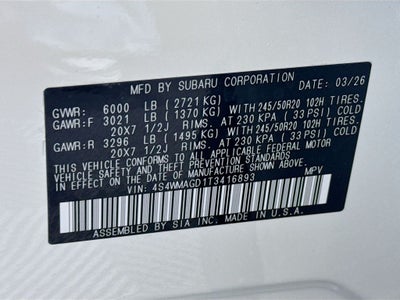 MFD BY SUBARU CORPORATION DATE: 03/26
GVWR: 6000 LB (2721 KG)
GAWR:F 3021 LB (1370 KG) WITH 245/50R20 102H TIRES,
20X7 1/2J RIMS, AT 230 KPA (33 PSI) COLD
GAWR:R 3296 LB (1495 KG) WITH 245/50R20 102H TIRES,
20X7 1/2J RIMS, AT 230 KPA (33 PSI) COLD
THIS VEHICLE CONFORMS TO ALL APPLICABLE FEDERAL MOTOR
VEHICLE SAFETY STANDARDS IN EFFECT ON THE DATE OF
MANUFACTURE SHOWN ABOVE.
VIN: 4S4WMAGD1T3416893 MPV
ASSEMBLED BY SIA INC. MADE IN U.S.A.